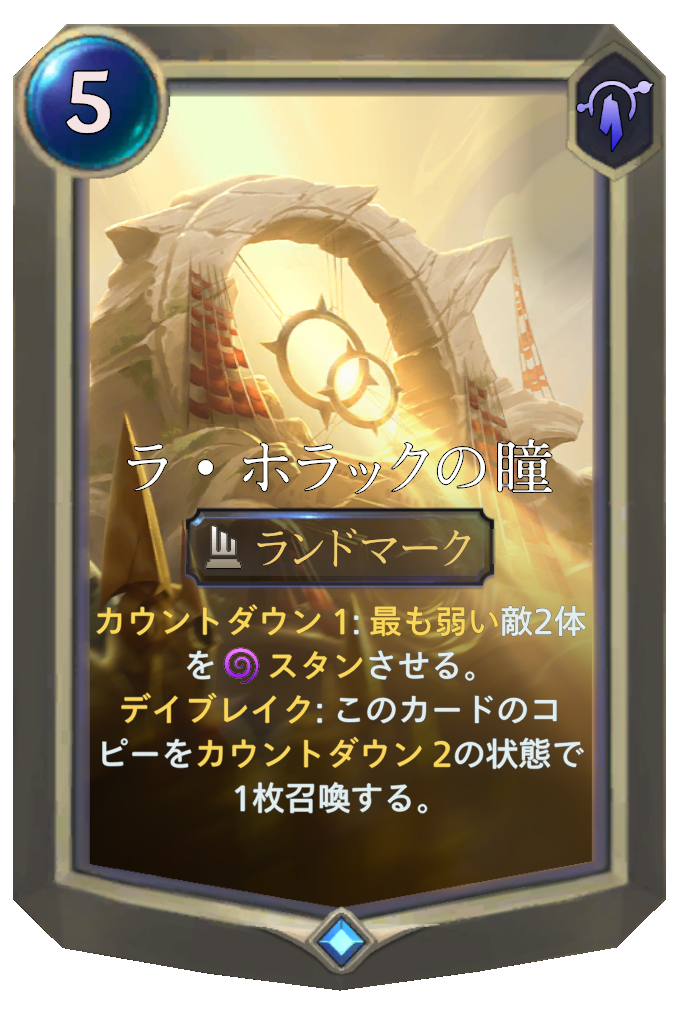 5
ラ・ホラックの瞳
ランドマーク
カウントダウン 1: 最も弱い敵2体
を スタンさせる。
デイブレイク: このカードのコ
ピーをカウントダウン 2の状態で
1枚召喚する。